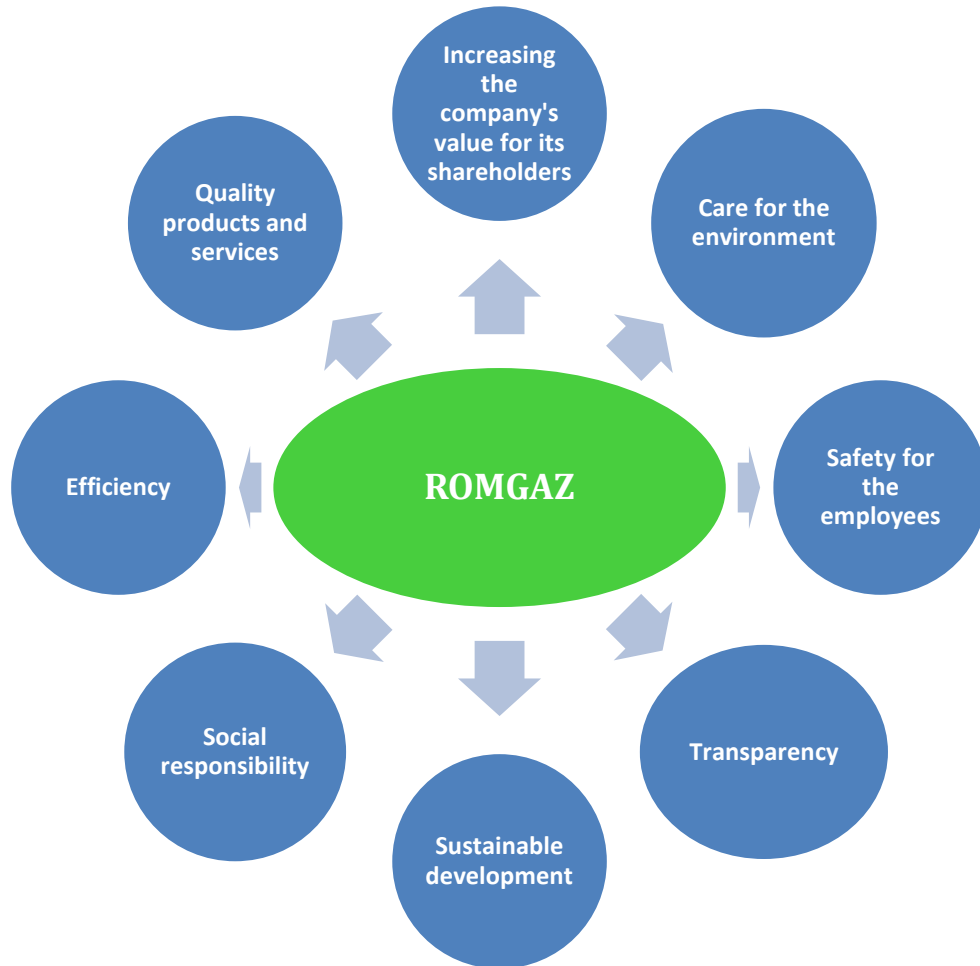 Increasing
the
company's
value for its
shareholders
Care for the
environment
Safety for
the
employees
Transparency
Sustainable
development
Social
responsibility
Efficiency
Quality
products and
services
ROMGAZ